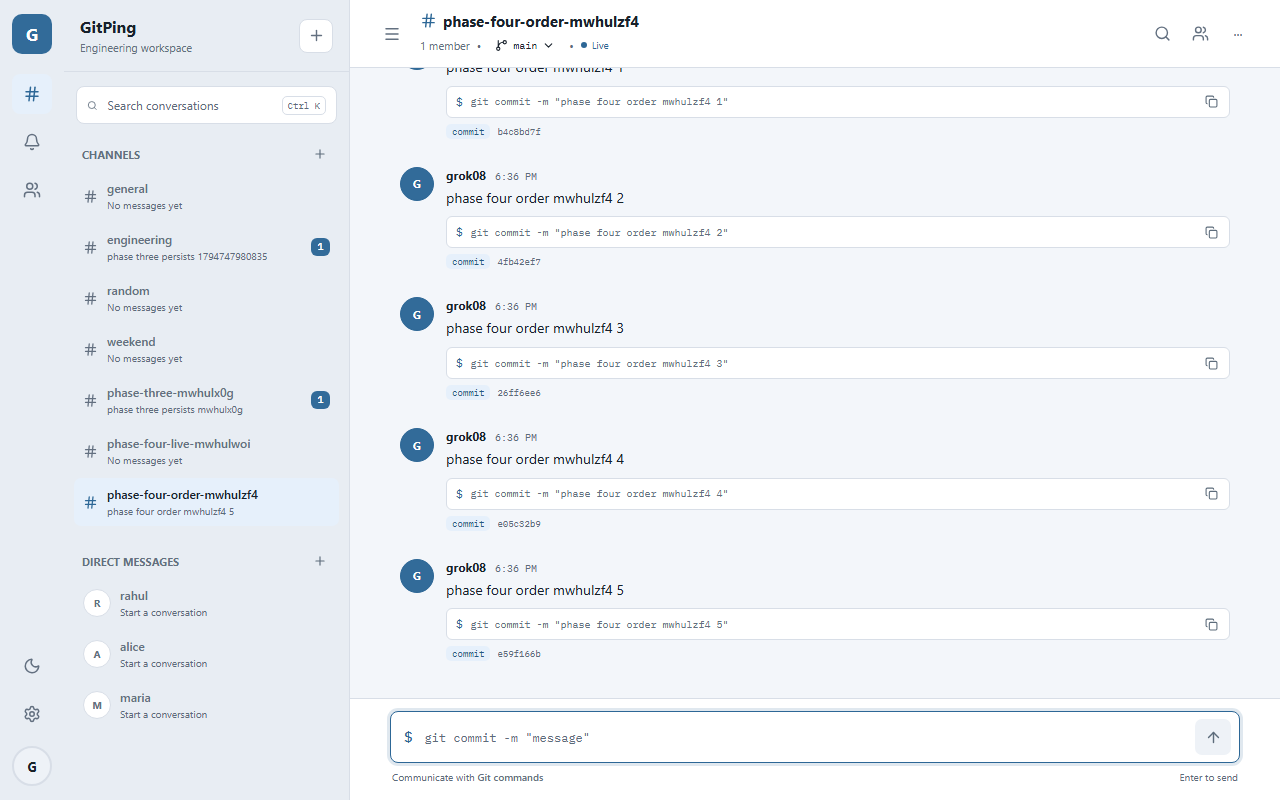 G
GitPing
Engineering workspace
Search conversations
Ctrl K
CHANNELS
general
No messages yet
engineering
phase three persists 1794747980835
1
random
No messages yet
weekend
No messages yet
phase-three-mwhulx0g
phase three persists mwhulx0g
1
phase-four-live-mwhulwoi
No messages yet
phase-four-order-mwhulzf4
phase four order mwhulzf4 5
DIRECT MESSAGES
R
rahul
Start a conversation
A
alice
Start a conversation
M
maria
Start a conversation
G
# phase-four-order-mwhulzf4
1 member • main • Live
phase four order mwhulzf4 1
$ git commit -m "phase four order mwhulzf4 1"
commit b4c8bd7f
G
grok08 6:36 PM
phase four order mwhulzf4 2
$ git commit -m "phase four order mwhulzf4 2"
commit 4fb42ef7
G
grok08 6:36 PM
phase four order mwhulzf4 3
$ git commit -m "phase four order mwhulzf4 3"
commit 26ff6ee6
G
grok08 6:36 PM
phase four order mwhulzf4 4
$ git commit -m "phase four order mwhulzf4 4"
commit e05c32b9
G
grok08 6:36 PM
phase four order mwhulzf4 5
$ git commit -m "phase four order mwhulzf4 5"
commit e59f166b
$ git commit -m "message"
Communicate with Git commands
Enter to send